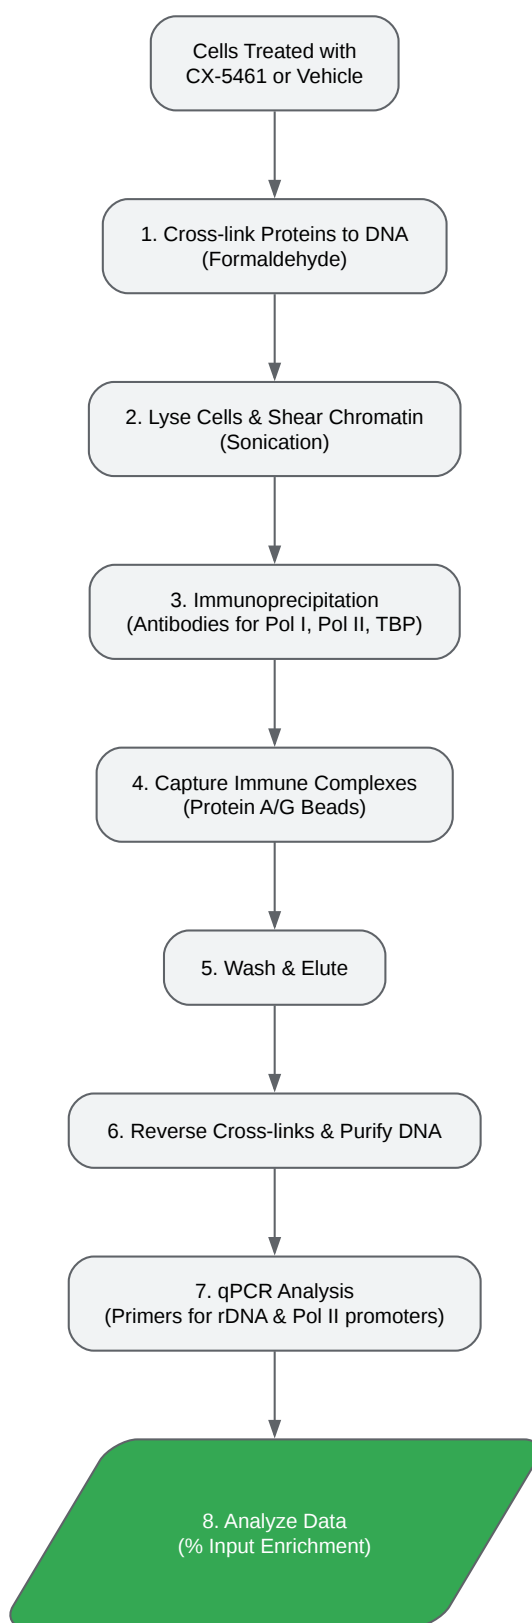 Cells Treated with
CX-5461 or Vehicle
1. Cross-link Proteins to DNA
(Formaldehyde)
2. Lyse Cells & Shear Chromatin
(Sonication)
3. Immunoprecipitation
(Antibodies for Pol I, Pol II, TBP)
4. Capture Immune Complexes
(Protein A/G Beads)
5. Wash & Elute
6. Reverse Cross-links & Purify DNA
7. qPCR Analysis
(Primers for rDNA & Pol II promoters)
8. Analyze Data
(% Input Enrichment)